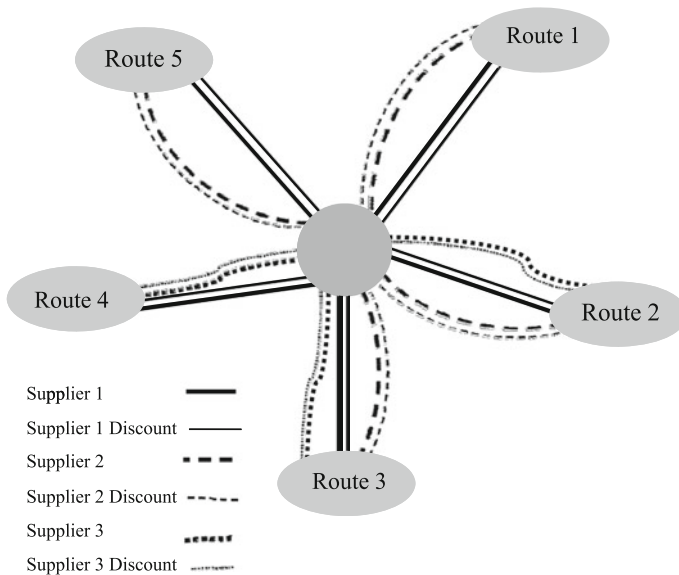 Route 1
Route 5
Route 4
Route 2
Route 3
Supplier 1
Supplier 1 Discount
Supplier 2
Supplier 2 Discount
Supplier 3
Supplier 3 Discount